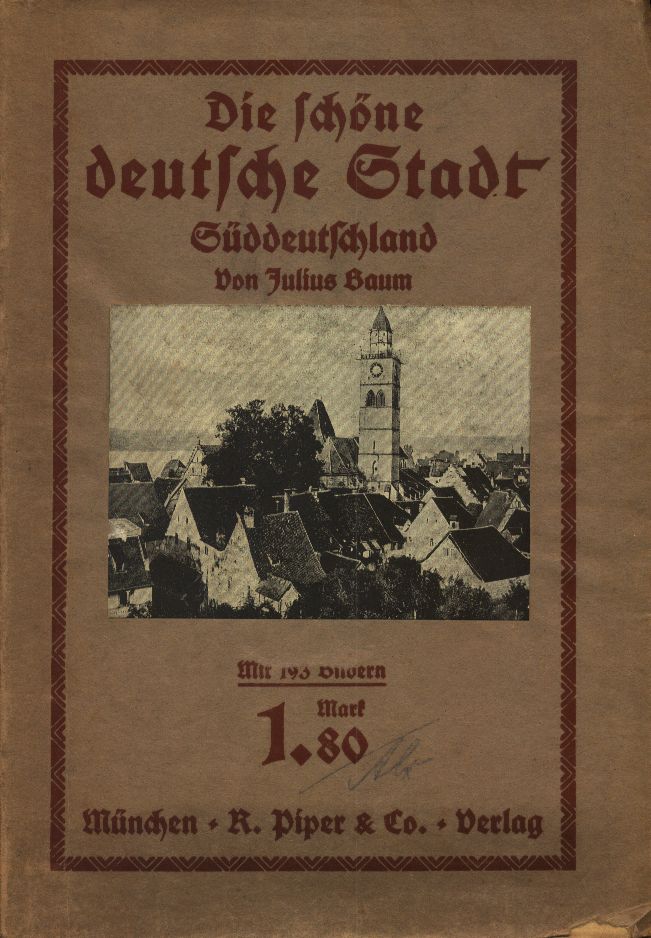 Die schöne
deutsche Stadt
Süddeutschland
Von Julius Baum
Mit 193 Bildern
Mark
1.80
München • R. Piper & Co. • Verlag